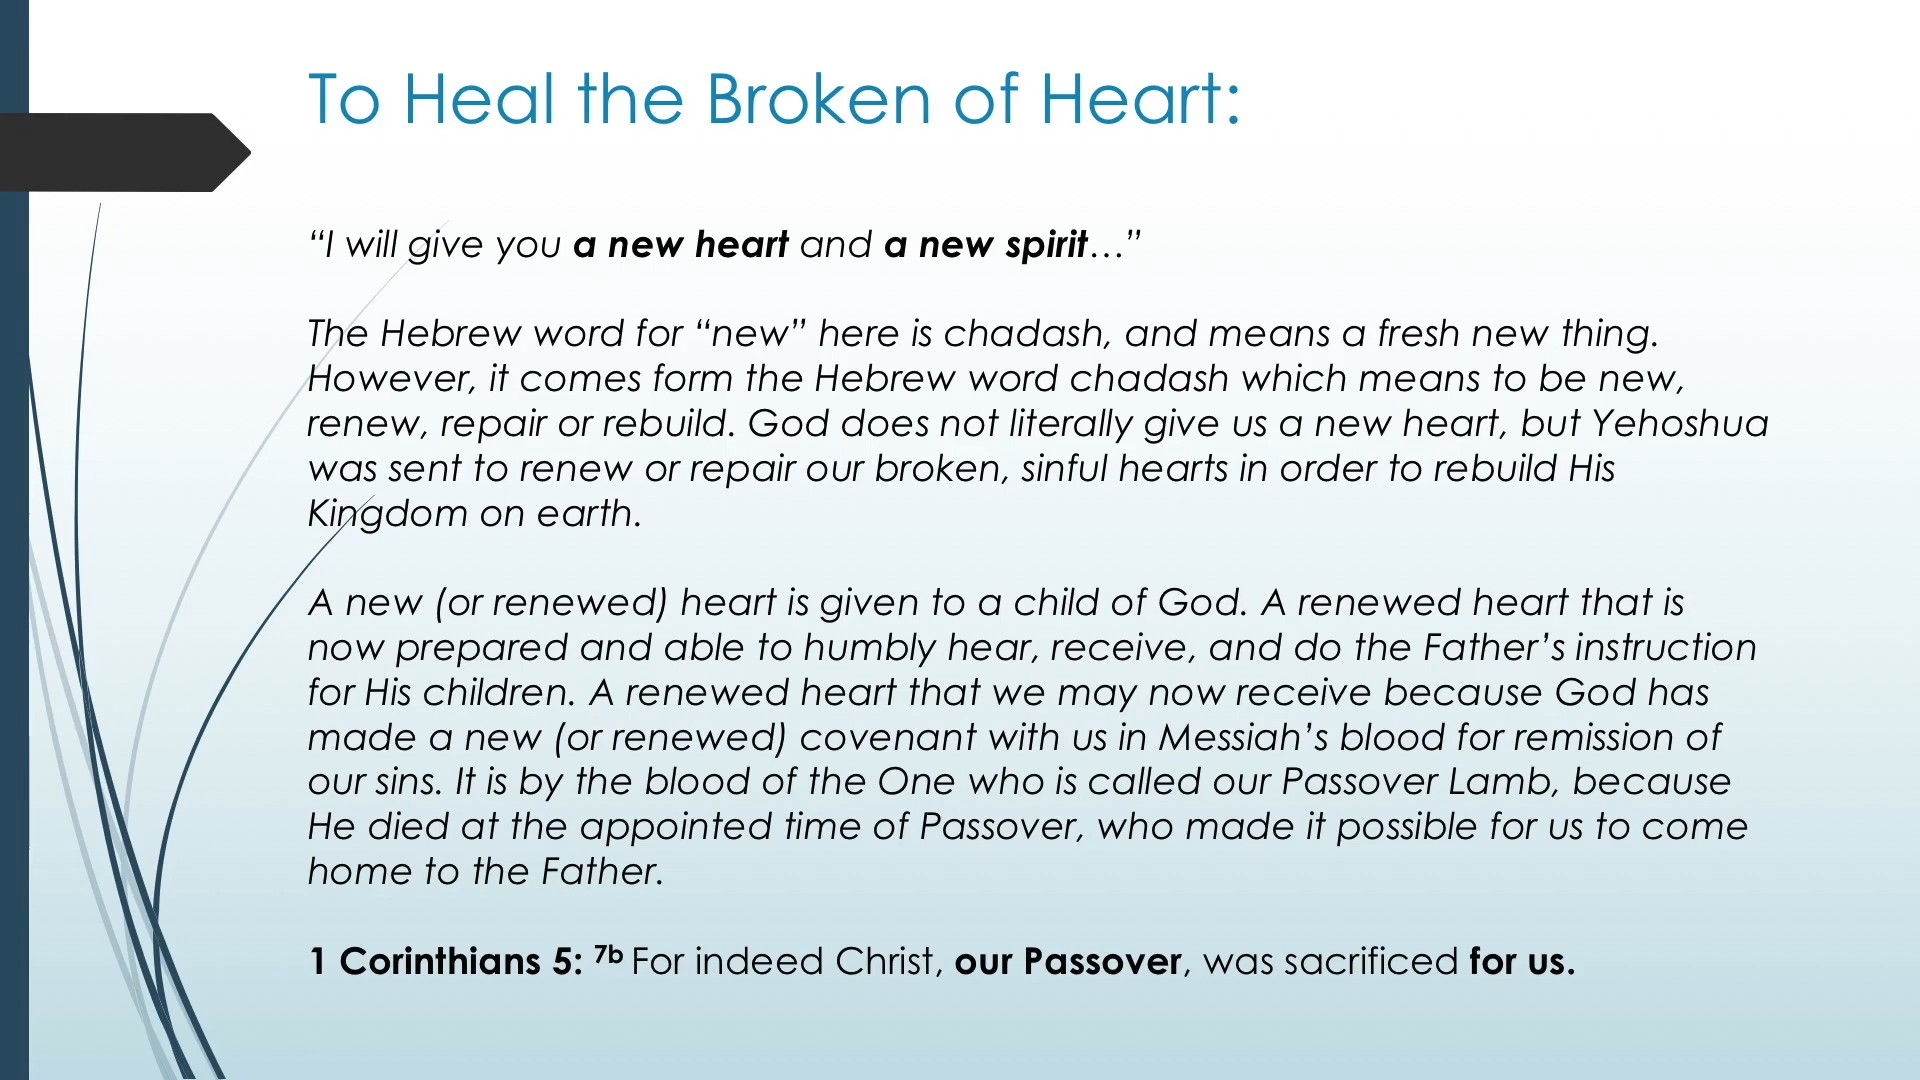 To Heal the Broken of Heart:
“I will give you a new heart and a new spirit…”
The Hebrew word for “new” here is chadash, and means a fresh new thing.
However, it comes form the Hebrew word chadash which means to be new,
renew, repair or rebuild. God does not literally give us a new heart, but Yehoshua
was sent to renew or repair our broken, sinful hearts in order to rebuild His
Kingdom on earth.
A new (or renewed) heart is given to a child of God. A renewed heart that is
now prepared and able to humbly hear, receive, and do the Father’s instruction
for His children. A renewed heart that we may now receive because God has
made a new (or renewed) covenant with us in Messiah’s blood for remission of
our sins. It is by the blood of the One who is called our Passover Lamb, because
He died at the appointed time of Passover, who made it possible for us to come
home to the Father.
1 Corinthians 5: 7b For indeed Christ, our Passover, was sacrificed for us.